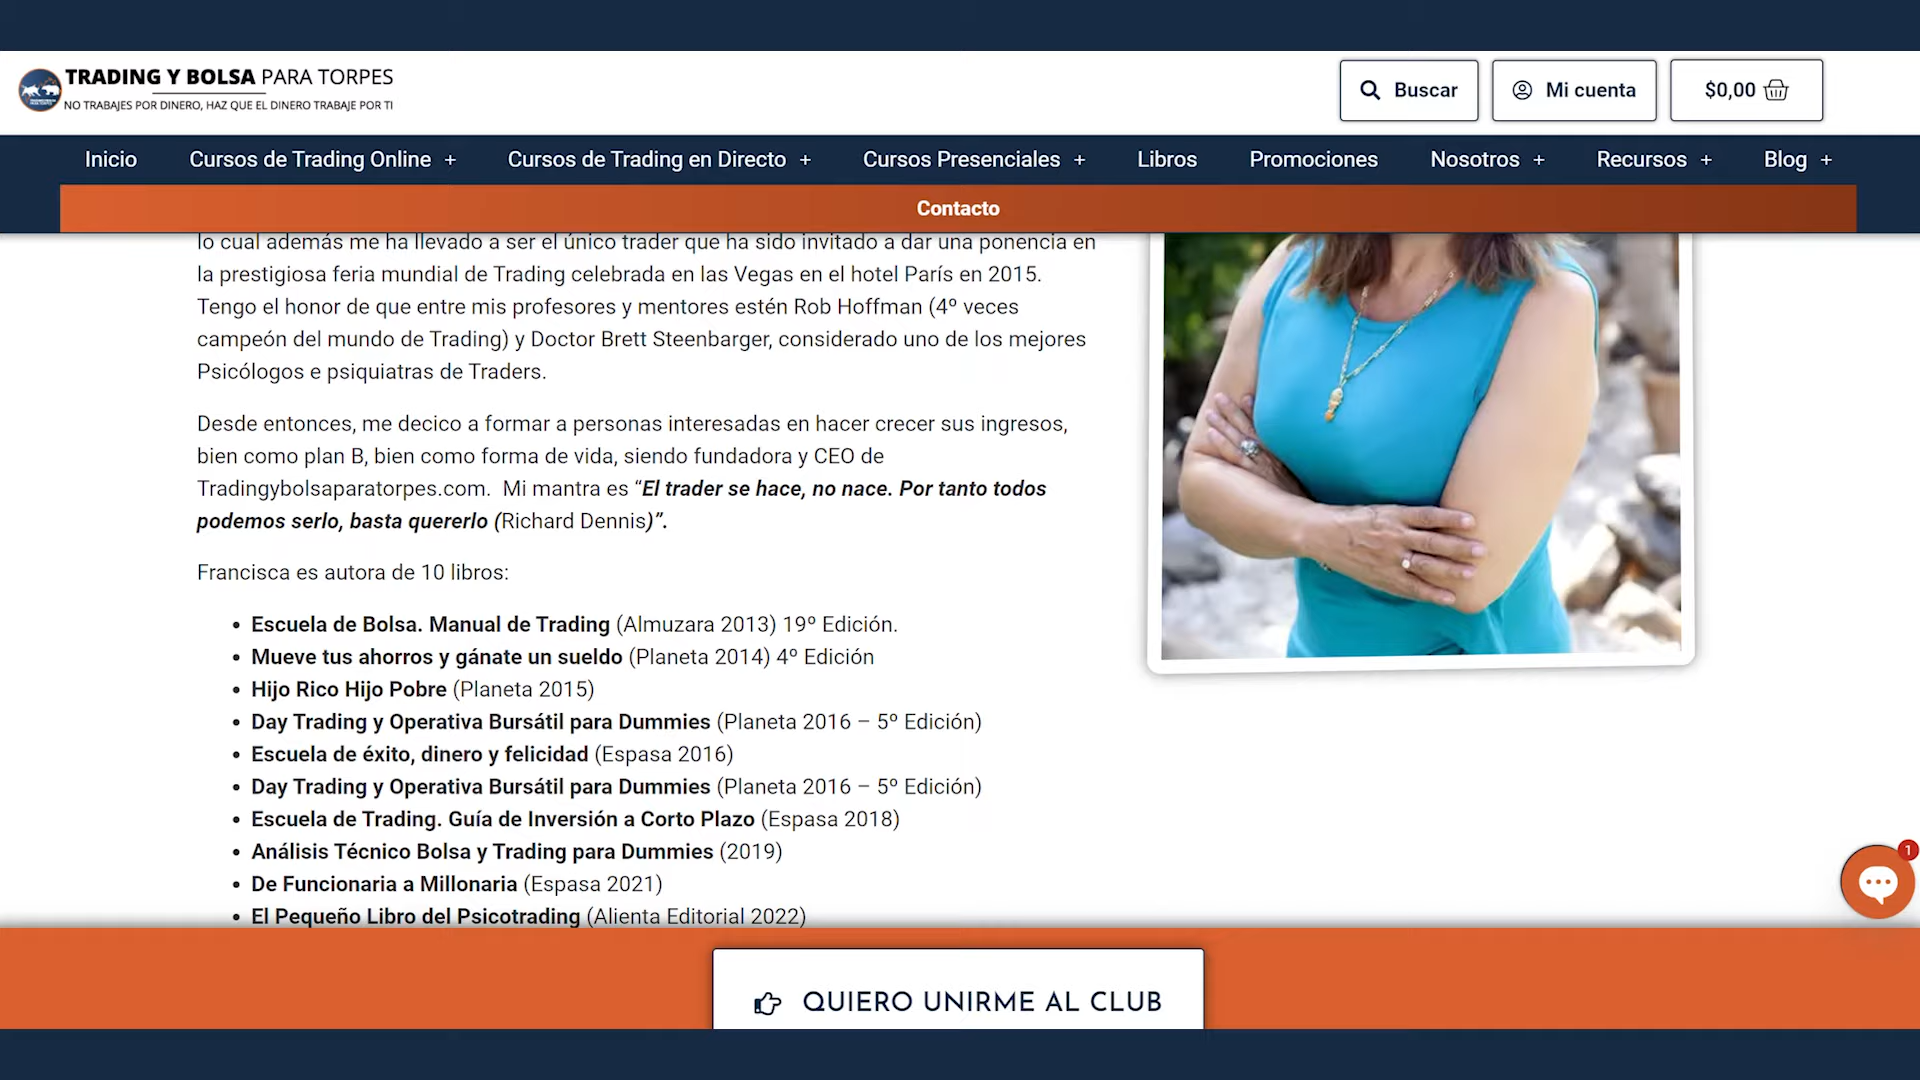 TRADING Y BOLSA PARA TORPES
NO TRABAJES POR DINERO, HAZ QUE EL DINERO TRABAJE POR TI
Buscar
Mi cuenta
$0,00
Inicio
Cursos de Trading Online +
Cursos de Trading en Directo +
Cursos Presenciales +
Libros
Promociones
Nosotros +
Recursos +
Blog +
Contacto
lo cual además me ha llevado a ser el único trader que ha sido invitado a dar una ponencia en
la prestigiosa feria mundial de Trading celebrada en las Vegas en el hotel París en 2015.
Tengo el honor de que entre mis profesores y mentores estén Rob Hoffman (4º veces
campeón del mundo de Trading) y Doctor Brett Steenbarger, considerado uno de los mejores
Psicólogos e psiquiatras de Traders.
Desde entonces, me decico a formar a personas interesadas en hacer crecer sus ingresos,
bien como plan B, bien como forma de vida, siendo fundadora y CEO de
Tradingybolsaparatorpes.com. Mi mantra es “El trader se hace, no nace. Por tanto todos
podemos serlo, basta quererlo (Richard Dennis)”.
Francisca es autora de 10 libros:
• Escuela de Bolsa. Manual de Trading (Almuzara 2013) 19º Edición.
• Mueve tus ahorros y gánate un sueldo (Planeta 2014) 4º Edición
• Hijo Rico Hijo Pobre (Planeta 2015)
• Day Trading y Operativa Bursátil para Dummies (Planeta 2016 – 5º Edición)
• Escuela de éxito, dinero y felicidad (Espasa 2016)
• Day Trading y Operativa Bursátil para Dummies (Planeta 2016 – 5º Edición)
• Escuela de Trading. Guía de Inversión a Corto Plazo (Espasa 2018)
• Análisis Técnico Bolsa y Trading para Dummies (2019)
• De Funcionaria a Millonaria (Espasa 2021)
• El Pequeño Libro del Psicotrading (Alienta Editorial 2022)
1
QUIERO UNIRME AL CLUB